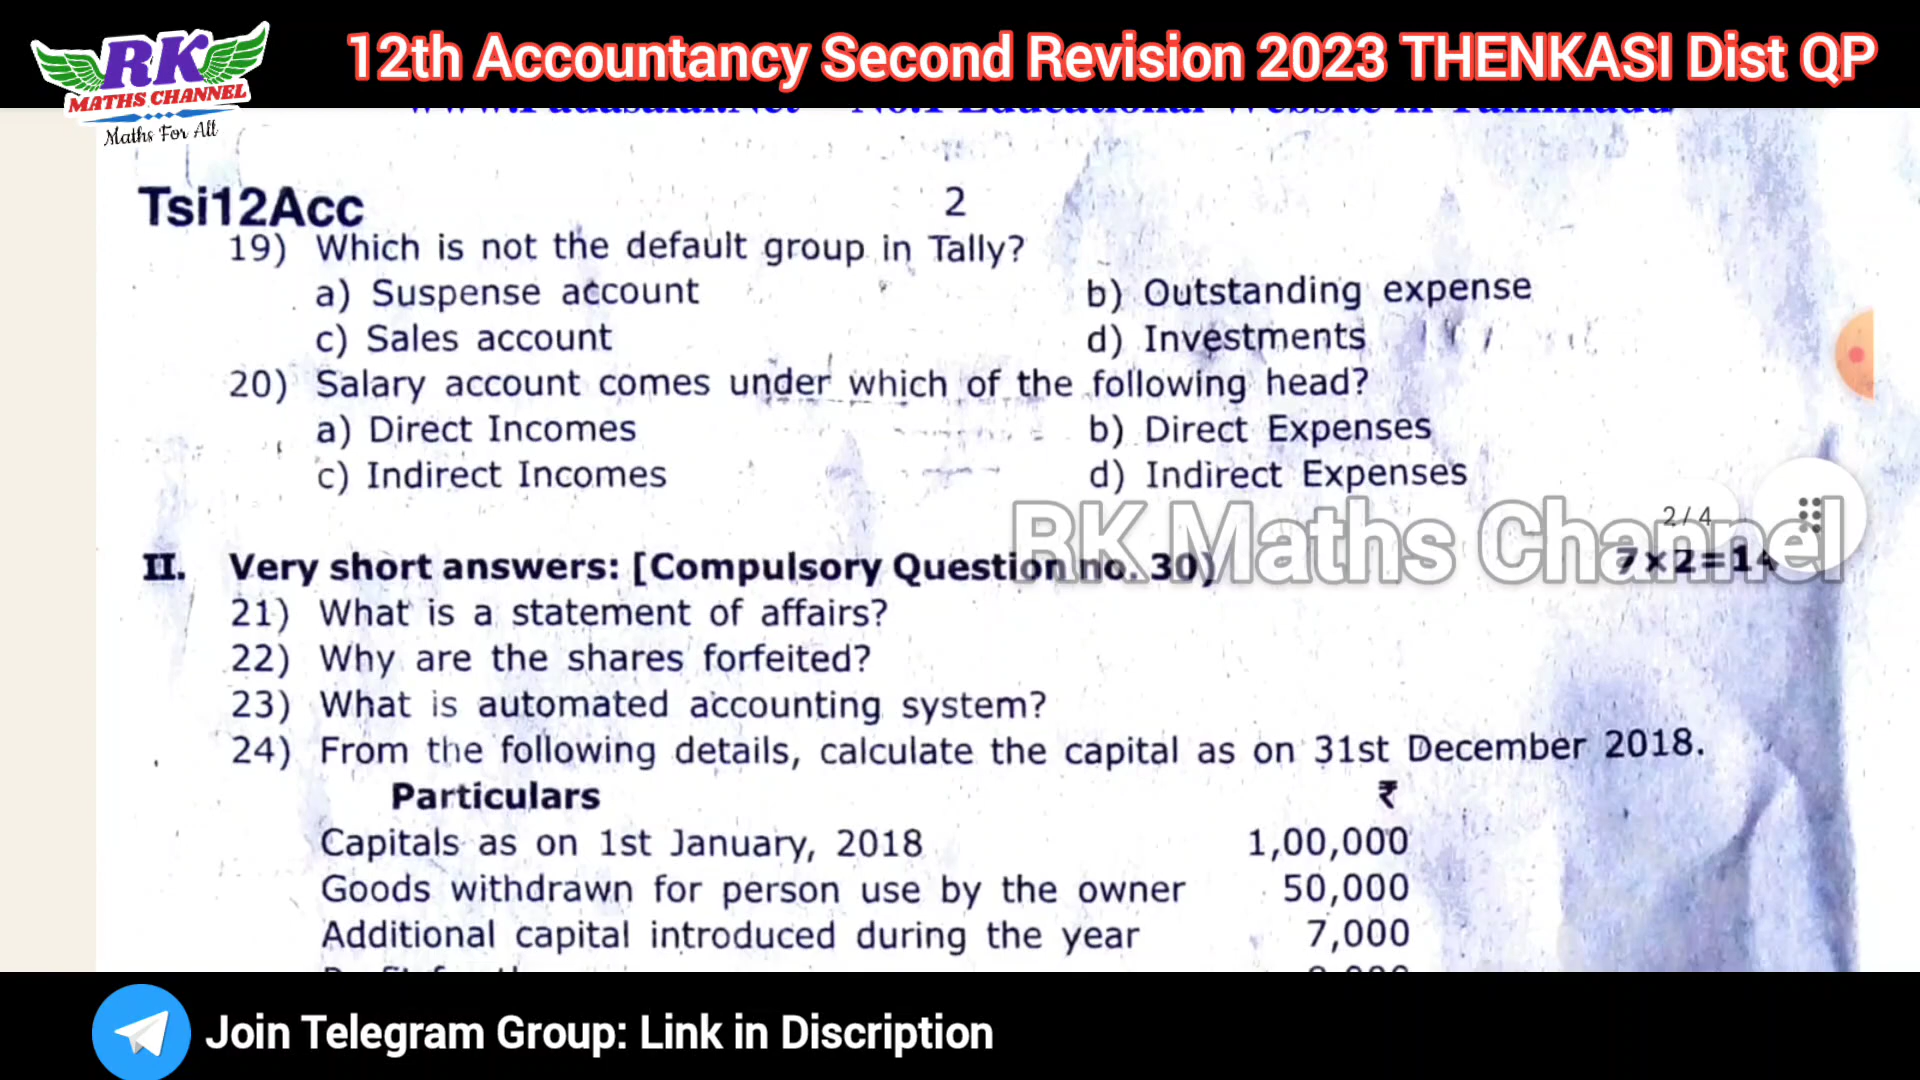 RK
MATHS CHANNEL
Maths For All
12th Accountancy Second Revision 2023 THENKASI Dist QP
Tsi12Acc
2
19) Which is not the default group in Tally?
a) Suspense account b) Outstanding expense
c) Sales account d) Investments
20) Salary account comes under which of the following head?
a) Direct Incomes b) Direct Expenses
c) Indirect Incomes d) Indirect Expenses
RK Maths Channel
2/4
II. Very short answers: [Compulsory Question no. 30) 7x2=14
21) What is a statement of affairs?
22) Why are the shares forfeited?
23) What is automated accounting system?
24) From the following details, calculate the capital as on 31st December 2018.
Particulars ₹
Capitals as on 1st January, 2018 1,00,000
Goods withdrawn for person use by the owner 50,000
Additional capital introduced during the year 7,000
Join Telegram Group: Link in Discription